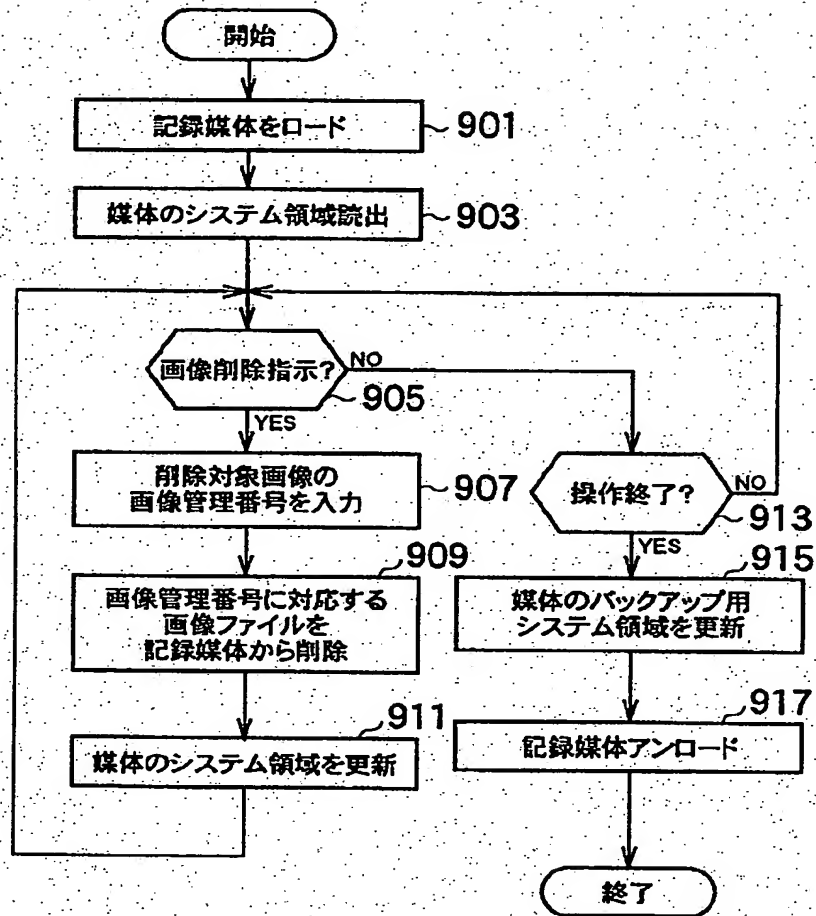 開始
記録媒体をロード
901
媒体のシステム領域読出
903
画像削除指示?
NO
905
YES
削除対象画像の
画像管理番号を入力
907
909
画像管理番号に対応する
画像ファイルを
記録媒体から削除
911
媒体のシステム領域を更新
操作終了?
NO
913
YES
915
媒体のバックアップ用
システム領域を更新
917
記録媒体アンロード
終了